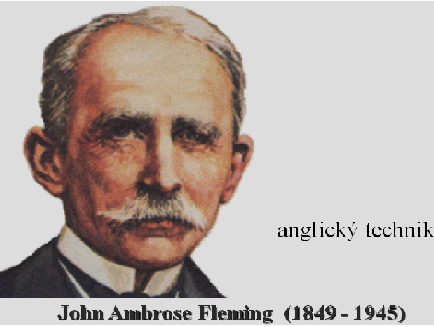 anglický technik
John Ambrose Fleming (1849 - 1945)